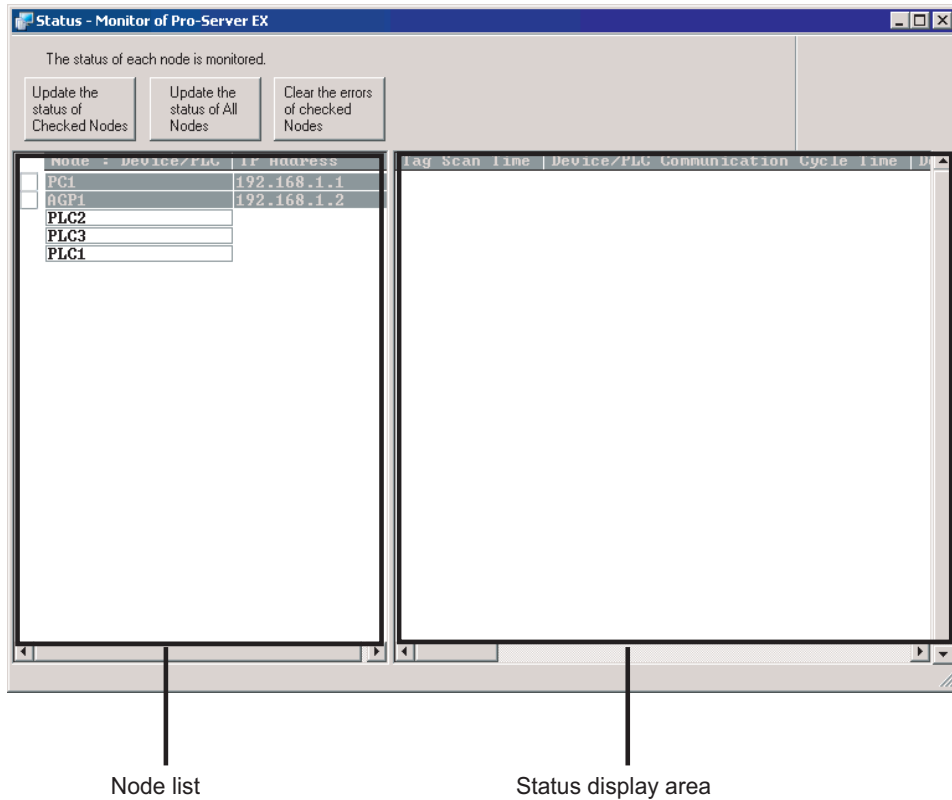 Status - Monitor of Pro-Server EX
The status of each node is monitored.
Update the
status of
Checked Nodes
Update the
status of All
Nodes
Clear the errors
of checked
Nodes
Node : Device/PLC IP Address
PC1 192.168.1.1
AGP1 192.168.1.2
PLC2
PLC3
PLC1
Tag Scan Time Device/PLC Communication Cycle Time
Node list
Status display area